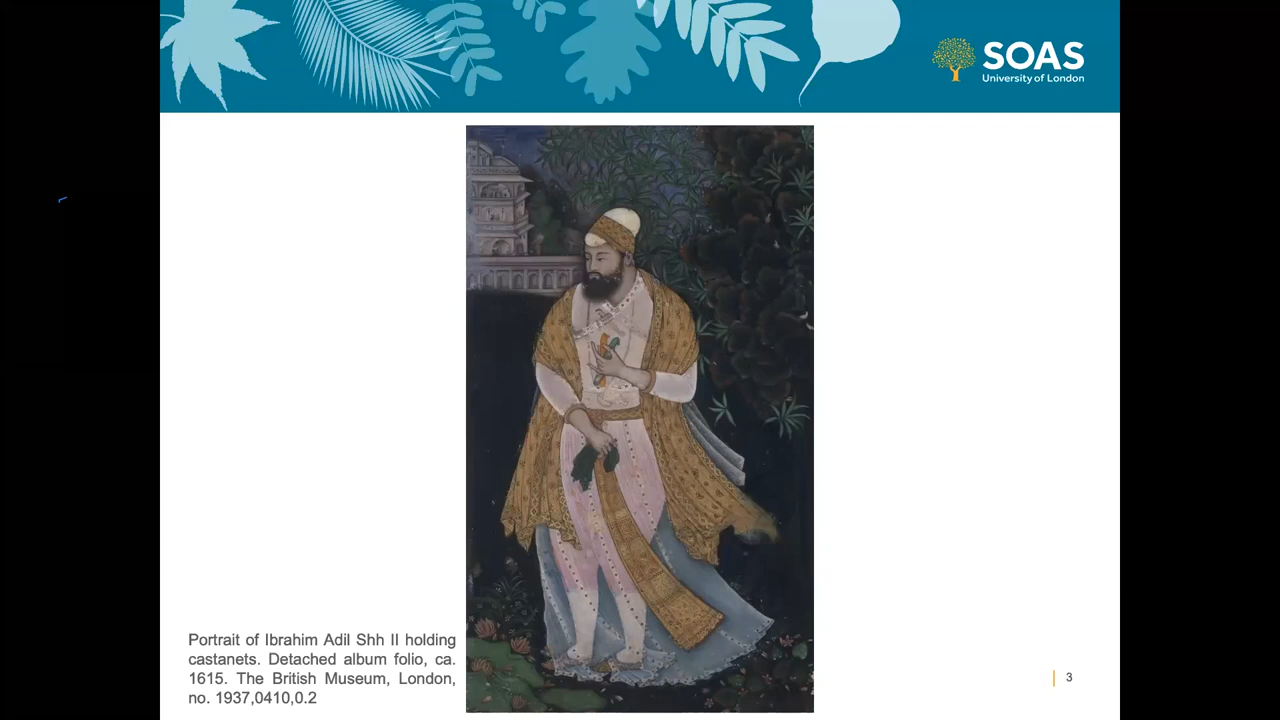 SOAS
University of London
Portrait of Ibrahim Adil Shh II holding
castanets. Detached album folio, ca.
1615. The British Museum, London,
no. 1937,0410,0.2
3